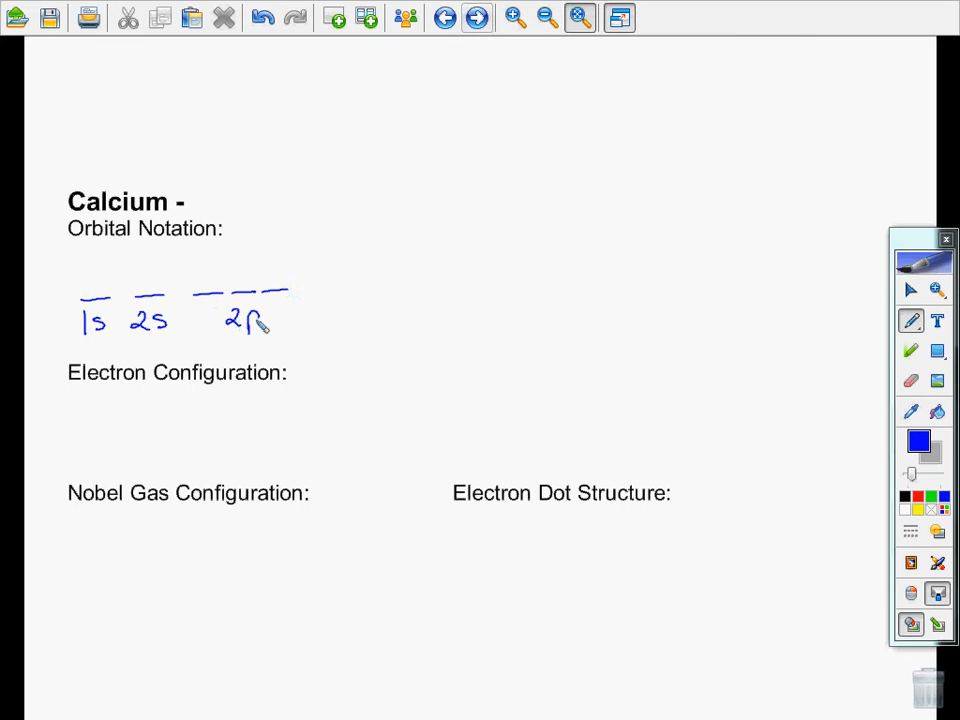 Calcium -
Orbital Notation:
1s 2s 2p
Electron Configuration:
Nobel Gas Configuration: Electron Dot Structure: